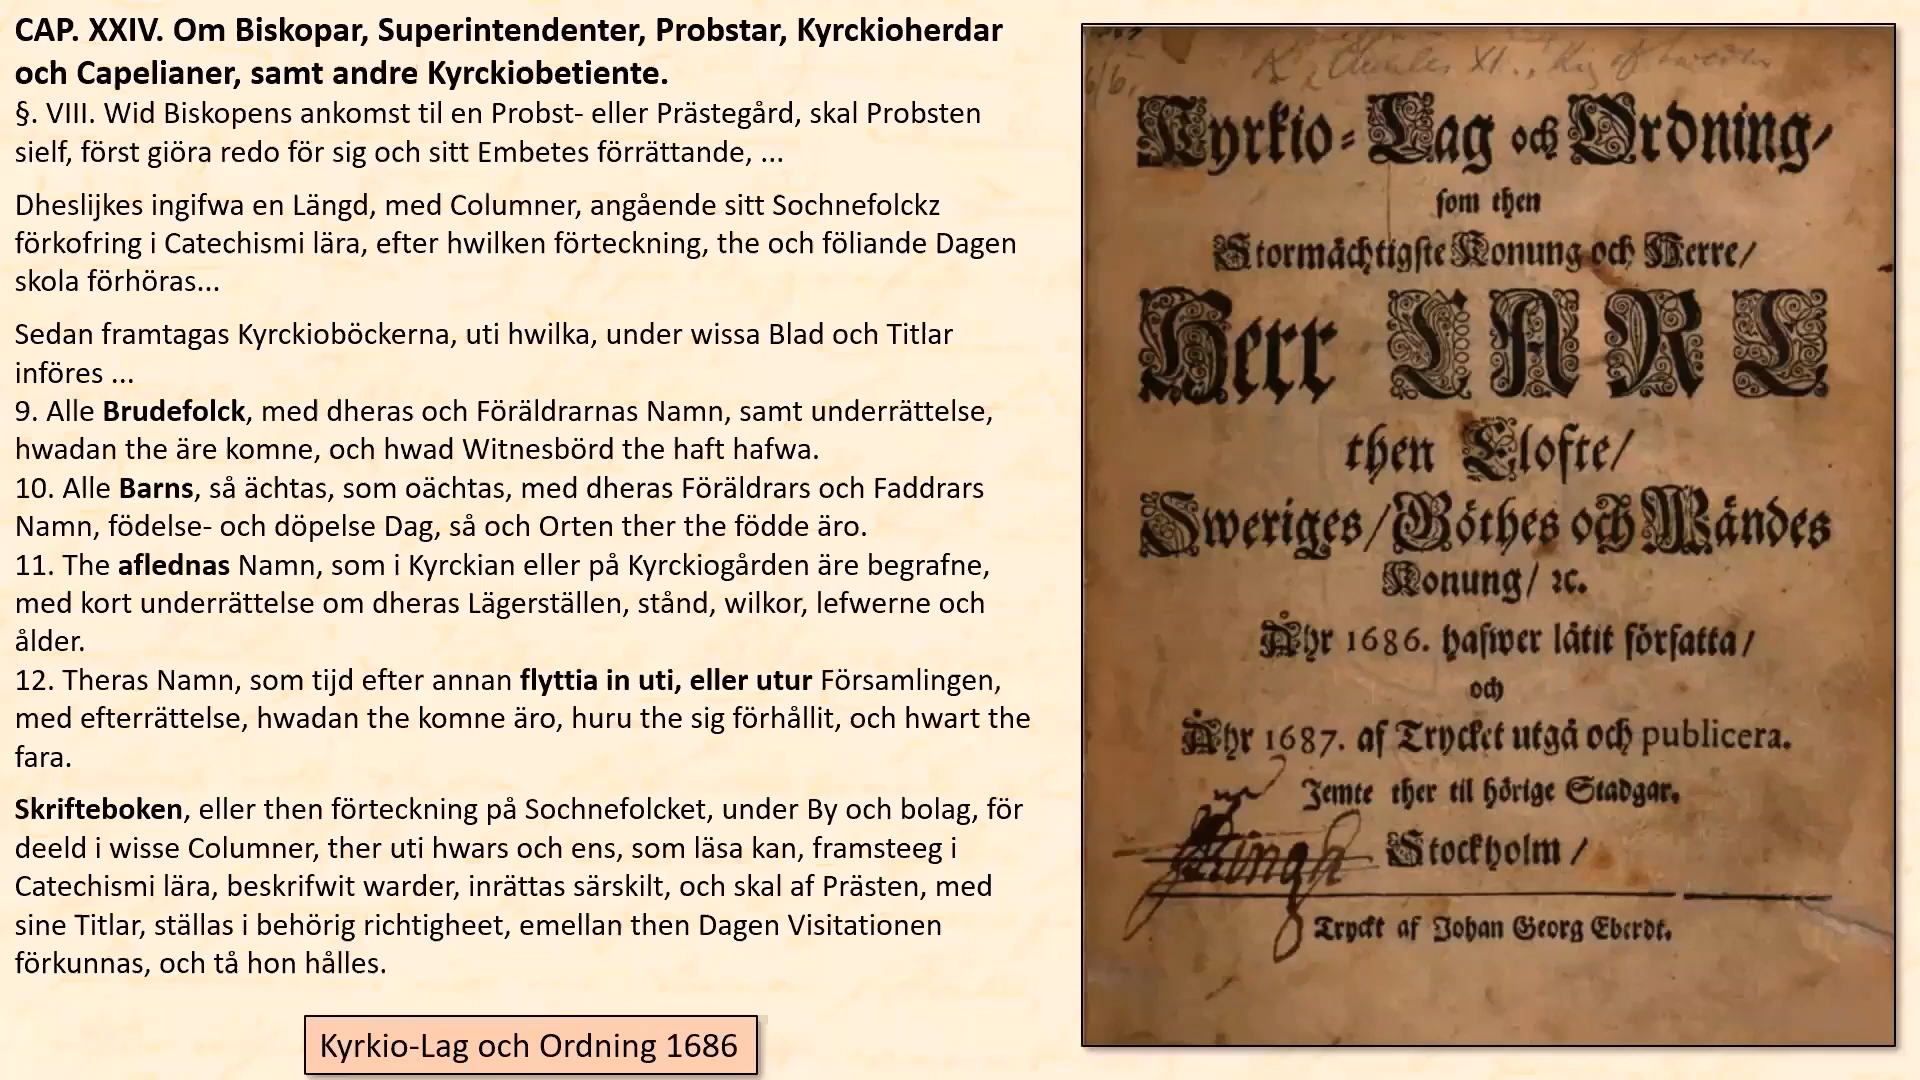 CAP. XXIV. Om Biskopar, Superintendenter, Probstar, Kyrckioherdar
och Capelianer, samt andre Kyrckiobetiente.
§. VIII. Wid Biskopens ankomst til en Probst- eller Prästegård, skal Probsten
sielf, först giöra redo för sig och sitt Embetes förrättande, ...
Dheslijkes ingifwa en Längd, med Columner, angående sitt Sochnefolckz
förkofring i Catechismi lära, efter hwilken förteckning, the och föliande Dagen
skola förhöras...
Sedan framtagas Kyrckioböckerna, uti hwilka, under wissa Blad och Titlar
införes ...
9. Alle Brudefolck, med dheras och Föräldrarnas Namn, samt underrättelse,
hwadan the äre komne, och hwad Witnesbörd the haft hafwa.
10. Alle Barns, så ächtas, som oächtas, med dheras Föräldrars och Faddrars
Namn, födelse- och döpelse Dag, så och Orten ther the födde äro.
11. The aflednas Namn, som i Kyrckian eller på Kyrckiogården äre begrafne,
med kort underrättelse om dheras Lägerställen, stånd, wilkor, lefwerne och
ålder.
12. Theras Namn, som tijd efter annan flyttia in uti, eller utur Församlingen,
med efterrättelse, hwadan the komne äro, huru the sig förhållit, och hwart the
fara.
Skrifteboken, eller then förteckning på Sochnefolcket, under By och bolag, för
deeld i wisse Columner, ther uti hwars och ens, som läsa kan, framsteeg i
Catechismi lära, beskrifwit warder, inrättas särskilt, och skal af Prästen, med
sine Titlar, ställas i behörig richtigheet, emellan then Dagen Visitationen
förkunnas, och tå hon hålles.
Kyrkio-Lag och Ordning 1686
Charles XI., King of Sweden
Kyrkio-Lag och Ordning/
som then
Stormächtigste Konung och Herre/
Herr CARL
then Elofte/
Sweriges/Göthes och Wändes
Konung/ ꝛc.
Åhr 1686. hafwer låtit författa/
och
Åhr 1687. af Trycket utgå och publicera.
Jemte ther til hörige Stadgar.
Stockholm /
Tryckt af Johan Georg Eberdt.